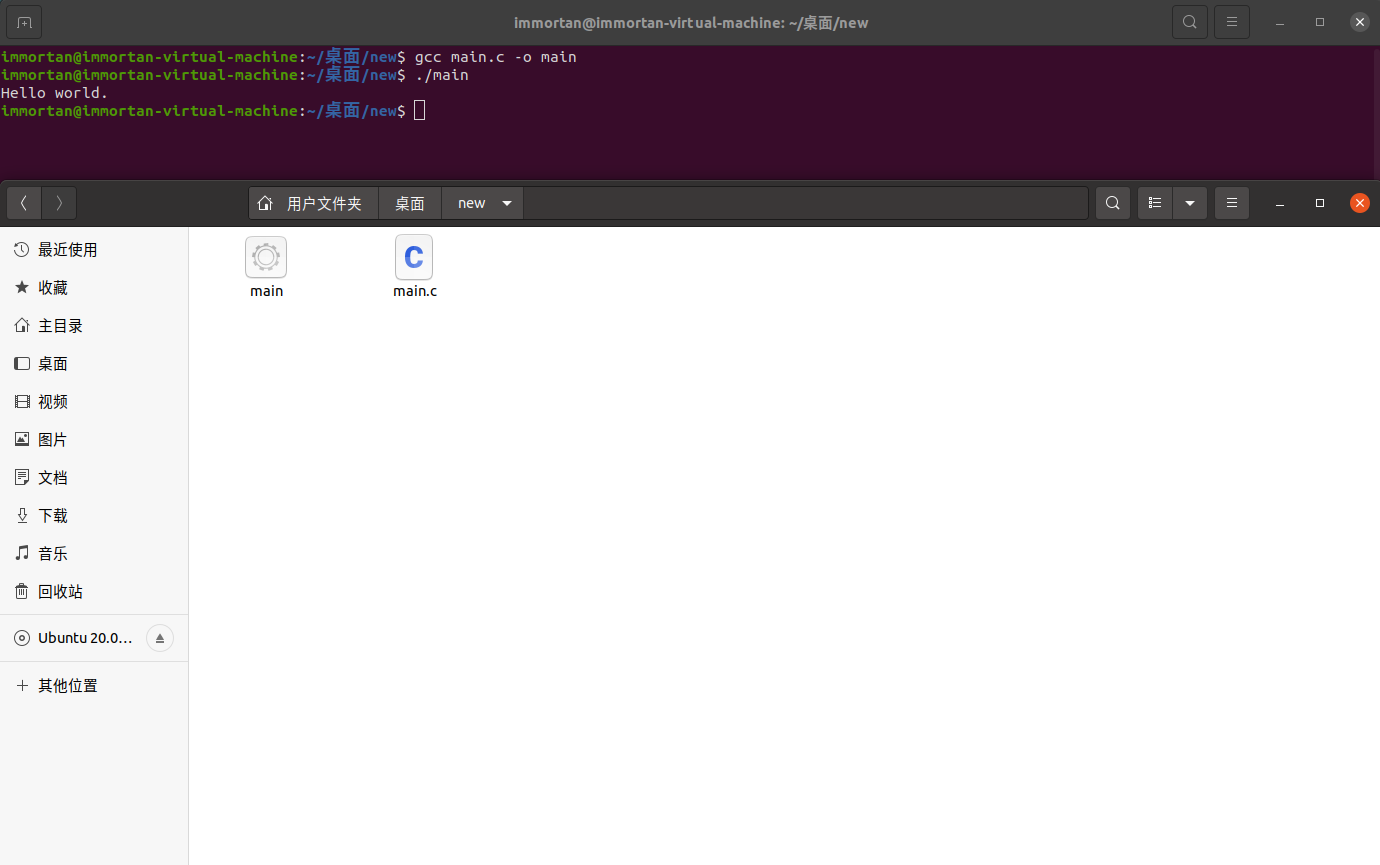 immortan@immortan-virtual-machine: ~/桌面/new
immortan@immortan-virtual-machine:~/桌面/new$ gcc main.c -o main
immortan@immortan-virtual-machine:~/桌面/new$ ./main
Hello world.
immortan@immortan-virtual-machine:~/桌面/new$
用户文件夹 桌面 new
最近使用
收藏
主目录
桌面
视频
图片
文档
下载
音乐
回收站
Ubuntu 20.0...
其他位置
main
main.c